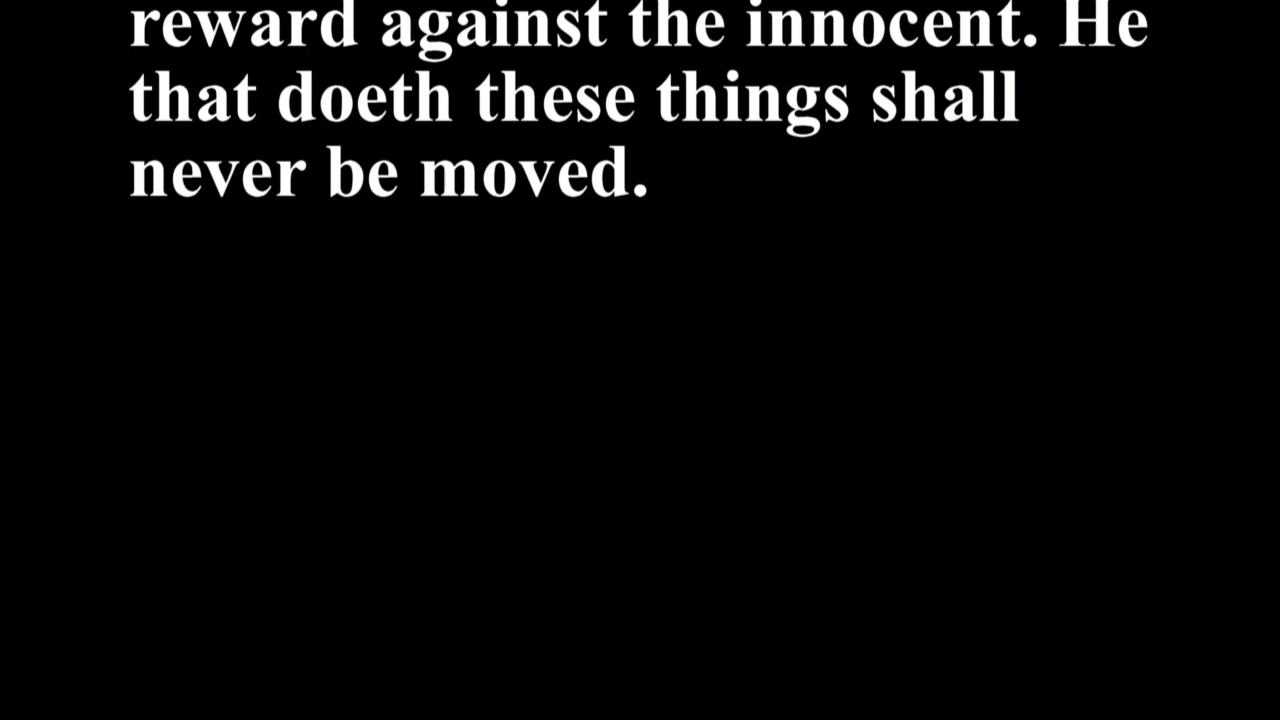 reward against the innocent. He
that doeth these things shall
never be moved.